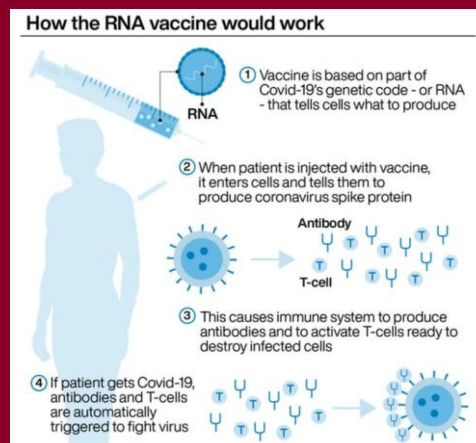 How the RNA vaccine would work
① Vaccine is based on part of
Covid-19's genetic code - or RNA
- that tells cells what to produce
RNA
② When patient is injected with vaccine,
it enters cells and tells them to
produce coronavirus spike protein
Antibody
T T T T T T T T
T-cell
③ This causes immune system to produce
antibodies and to activate T-cells ready to
destroy infected cells
④ If patient gets Covid-19,
antibodies and T-cells
are automatically
triggered to fight virus
T T T T T